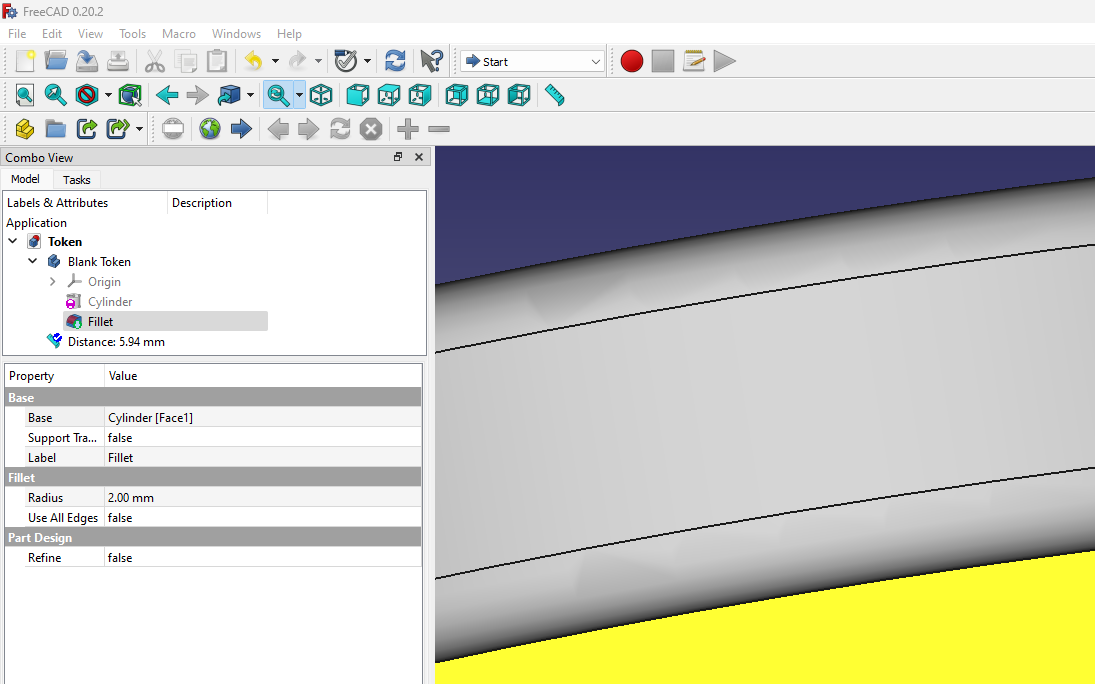 FreeCAD 0.20.2
File Edit View Tools Macro Windows Help
Start
Combo View
Model Tasks
Labels & Attributes Description
Application
Token
Blank Token
Origin
Cylinder
Fillet
Distance: 5.94 mm
Property Value
Base
Base Cylinder [Face1]
Support Tra... false
Label Fillet
Fillet
Radius 2.00 mm
Use All Edges false
Part Design
Refine false